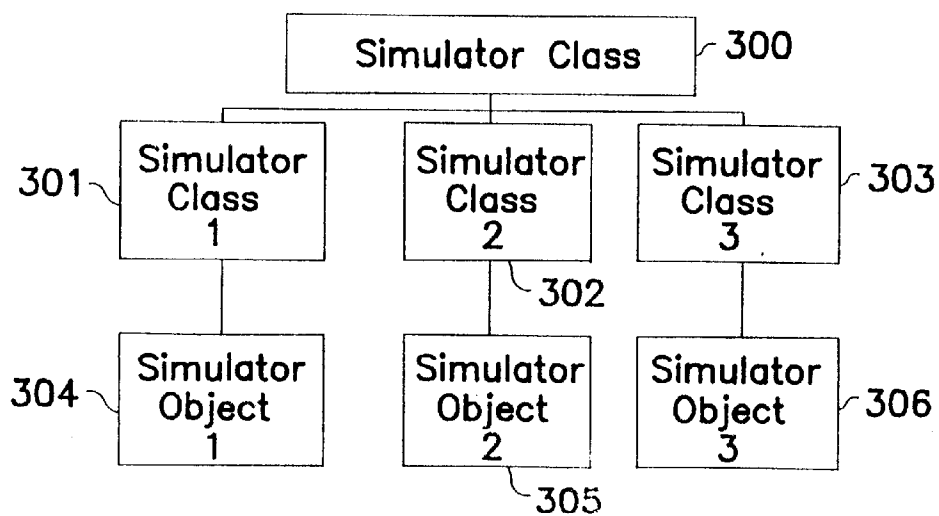 Simulator Class
300
Simulator
Class
1
301
Simulator
Class
2
302
Simulator
Class
3
303
Simulator
Object
1
304
Simulator
Object
2
305
Simulator
Object
3
306